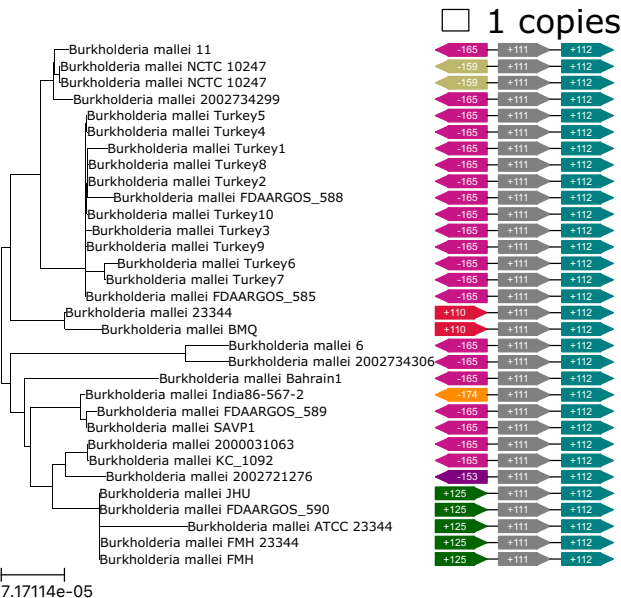 1 copies
Burkholderia mallei 11 -165 +111 +112
Burkholderia mallei NCTC 10247 -159 +111 +112
Burkholderia mallei NCTC 10247 -159 +111 +112
Burkholderia mallei 2002734299 -165 +111 +112
Burkholderia mallei Turkey5 -165 +111 +112
Burkholderia mallei Turkey4 -165 +111 +112
Burkholderia mallei Turkey1 -165 +111 +112
Burkholderia mallei Turkey8 -165 +111 +112
Burkholderia mallei Turkey2 -165 +111 +112
Burkholderia mallei FDAARGOS_588 -165 +111 +112
Burkholderia mallei Turkey10 -165 +111 +112
Burkholderia mallei Turkey3 -165 +111 +112
Burkholderia mallei Turkey9 -165 +111 +112
Burkholderia mallei Turkey6 -165 +111 +112
Burkholderia mallei Turkey7 -165 +111 +112
Burkholderia mallei FDAARGOS_585 -165 +111 +112
Burkholderia mallei 23344 +110 +111 +112
Burkholderia mallei BMQ +110 +111 +112
Burkholderia mallei 6 -165 +111 +112
Burkholderia mallei 2002734306 -165 +111 +112
Burkholderia mallei Bahrain1 -165 +111 +112
Burkholderia mallei India86-567-2 -174 +111 +112
Burkholderia mallei FDAARGOS_589 -165 +111 +112
Burkholderia mallei SAVP1 -165 +111 +112
Burkholderia mallei 2000031063 -165 +111 +112
Burkholderia mallei KC_1092 -165 +111 +112
Burkholderia mallei 2002721276 -153 +111 +112
Burkholderia mallei JHU +125 +111 +112
Burkholderia mallei FDAARGOS_590 +125 +111 +112
Burkholderia mallei ATCC 23344 +125 +111 +112
Burkholderia mallei FMH 23344 +125 +111 +112
Burkholderia mallei FMH +125 +111 +112
7.17114e-05